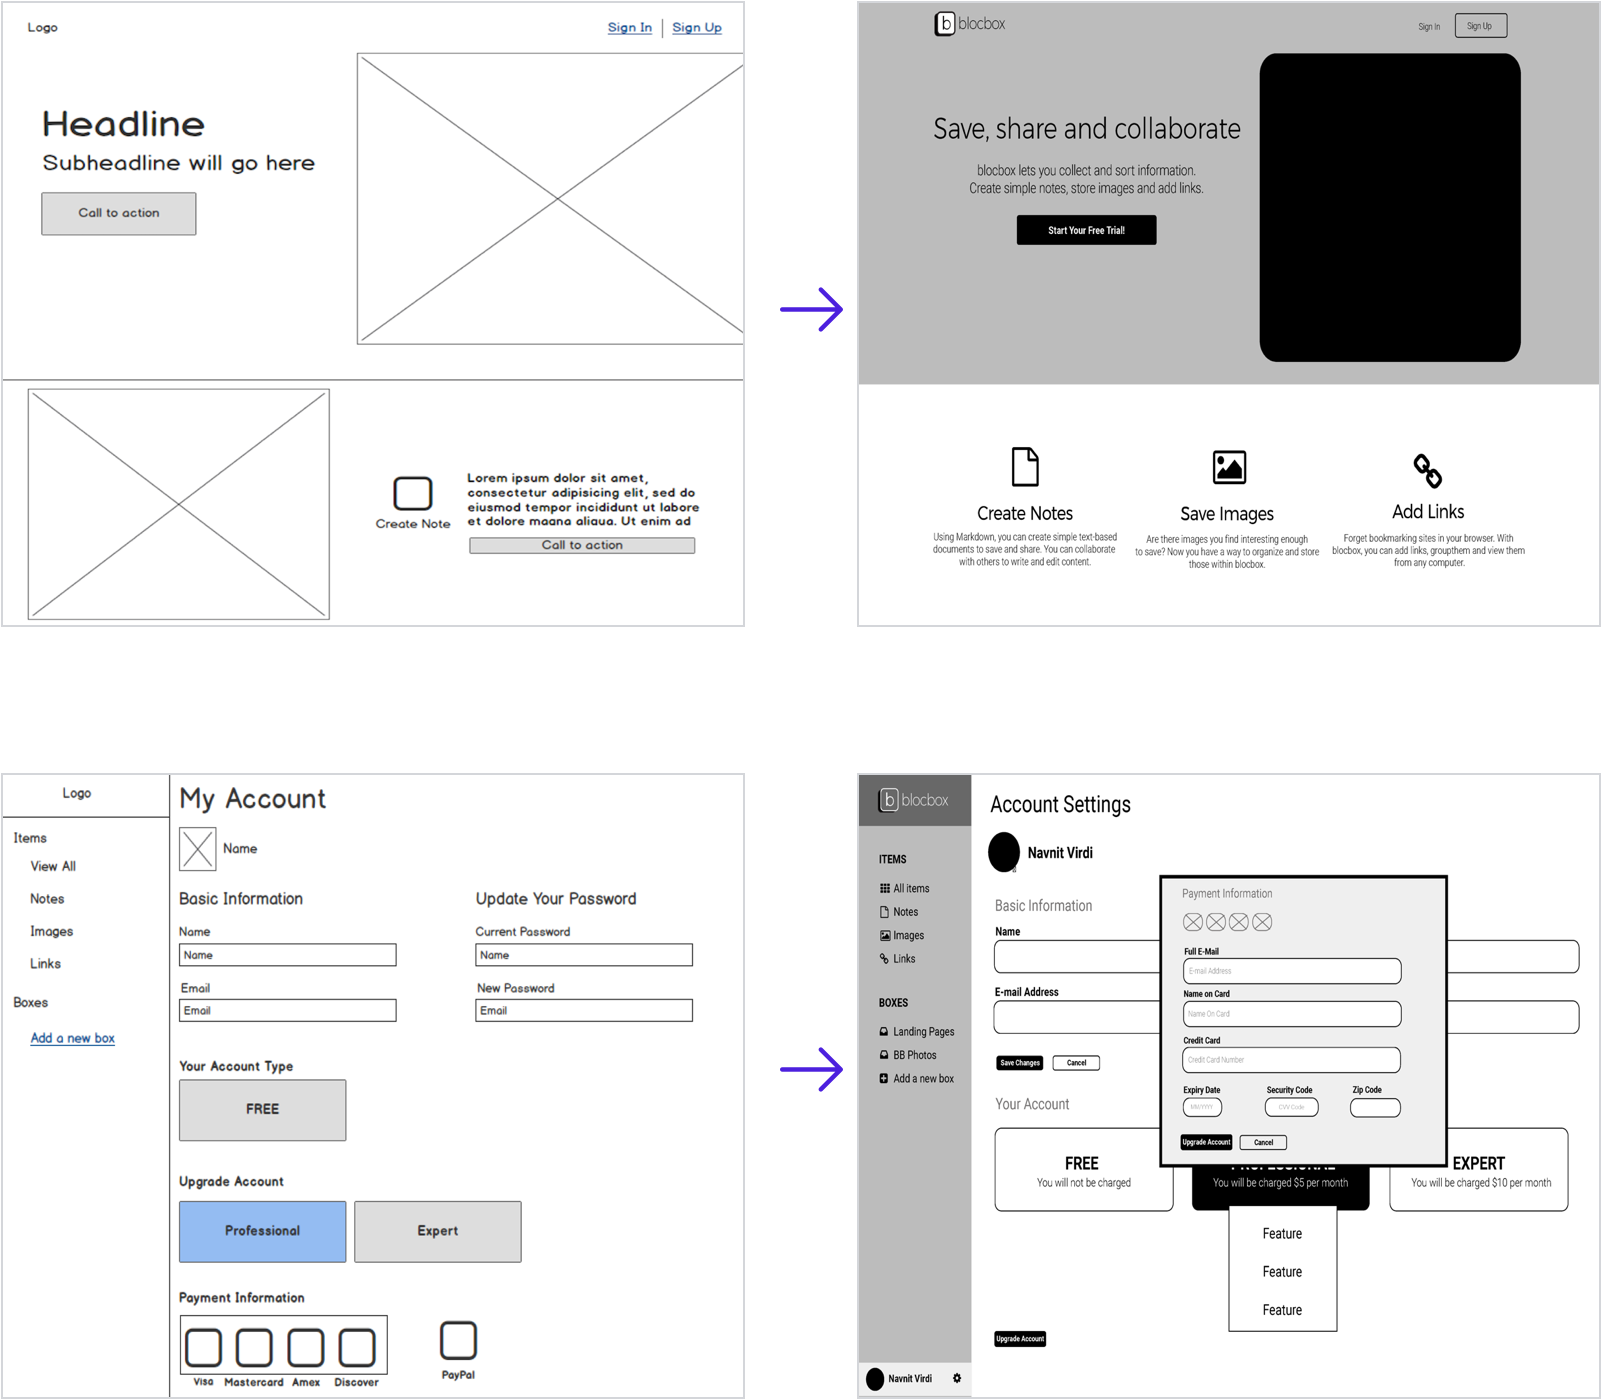 Logo
Sign In
Sign Up
Headline
Subheadline will go here
Call to action
Create Note
Lorem ipsum dolor sit amet,
consectetur adipisicing elit, sed do
eiusmod tempor incididunt ut labore
et dolore magna aliqua. Ut enim ad
Call to action
b blocbox
Sign In
Sign Up
Save, share and collaborate
blocbox lets you collect and sort information.
Create simple notes, store images and add links.
Start Your Free Trial!
Create Notes
Using Markdown, you can create simple text-based
documents to save and share. You can collaborate
with others to write and edit content.
Save Images
Are there images you find interesting enough
to save? Now you have a way to organize and store
those within blocbox.
Add Links
Forget bookmarking sites in your browser. With
blocbox, you can add links, groupthem and view them
from any computer.
Logo
Items
View All
Notes
Images
Links
Boxes
Add a new box
My Account
Name
Basic Information
Name
Name
Email
Email
Update Your Password
Current Password
Name
New Password
Email
Your Account Type
FREE
Upgrade Account
Professional
Expert
Payment Information
Visa
Mastercard
Amex
Discover
PayPal
b blocbox
ITEMS
All items
Notes
Images
Links
BOXES
Landing Pages
BB Photos
Add a new box
Navnit Virdi
Account Settings
Navnit Virdi
Basic Information
Name
E-mail Address
Save Changes
Cancel
Your Account
FREE
You will not be charged
PROFESSIONAL
You will be charged $5 per month
EXPERT
You will be charged $10 per month
Feature
Feature
Feature
Upgrade Account
Payment Information
Full E-Mail
E-mail Address
Name on Card
Name On Card
Credit Card
Credit Card Number
Expiry Date
MM/YYYY
Security Code
CVV Code
Zip Code
Upgrade Account
Cancel